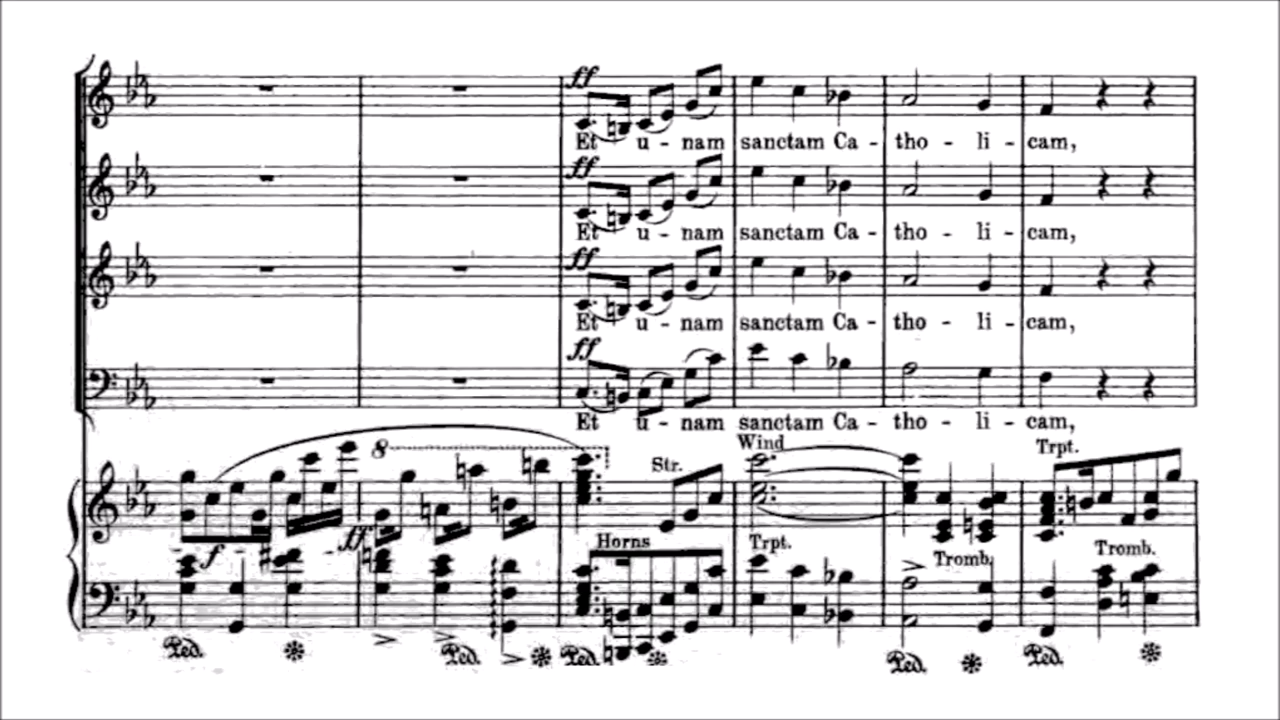 ff
Et u - nam sanctam Ca - tho - li - cam,
ff
Et u - nam sanctam Ca - tho - li - cam,
ff
Et u - nam sanctam Ca - tho - li - cam,
ff
Et u - nam sanctam Ca - tho - li - cam,
8 Wind Str. Trpt.
f ff Horns Trpt. Tromb. Tromb.
Ped. Ped. Ped. Ped. Ped.